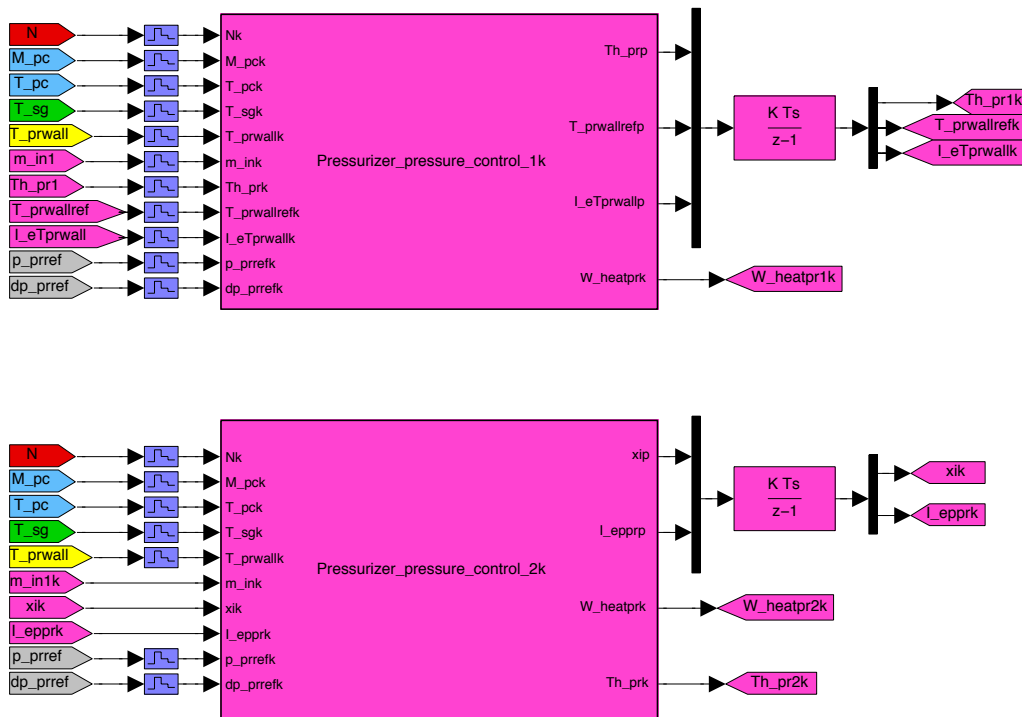 N
Nk
M_pc
M_pck
T_pc
T_pck
T_sg
T_sgk
T_prwall
T_prwallk
m_in1
m_ink
Th_pr1
Th_prk
T_prwallref
T_prwallrefk
I_eTprwall
I_eTprwallk
p_prref
p_prrefk
dp_prref
dp_prrefk
Pressurizer_pressure_control_1k
Th_prp
T_prwallrefp
I_eTprwallp
W_heatprk
K Ts
z−1
Th_pr1k
T_prwallrefk
I_eTprwallk
W_heatpr1k
N
Nk
M_pc
M_pck
T_pc
T_pck
T_sg
T_sgk
T_prwall
T_prwallk
m_in1k
m_ink
xik
xik
I_epprk
I_epprk
p_prref
p_prrefk
dp_prref
dp_prrefk
Pressurizer_pressure_control_2k
xip
I_epprp
W_heatprk
Th_prk
K Ts
z−1
xik
I_epprk
W_heatpr2k
Th_pr2k